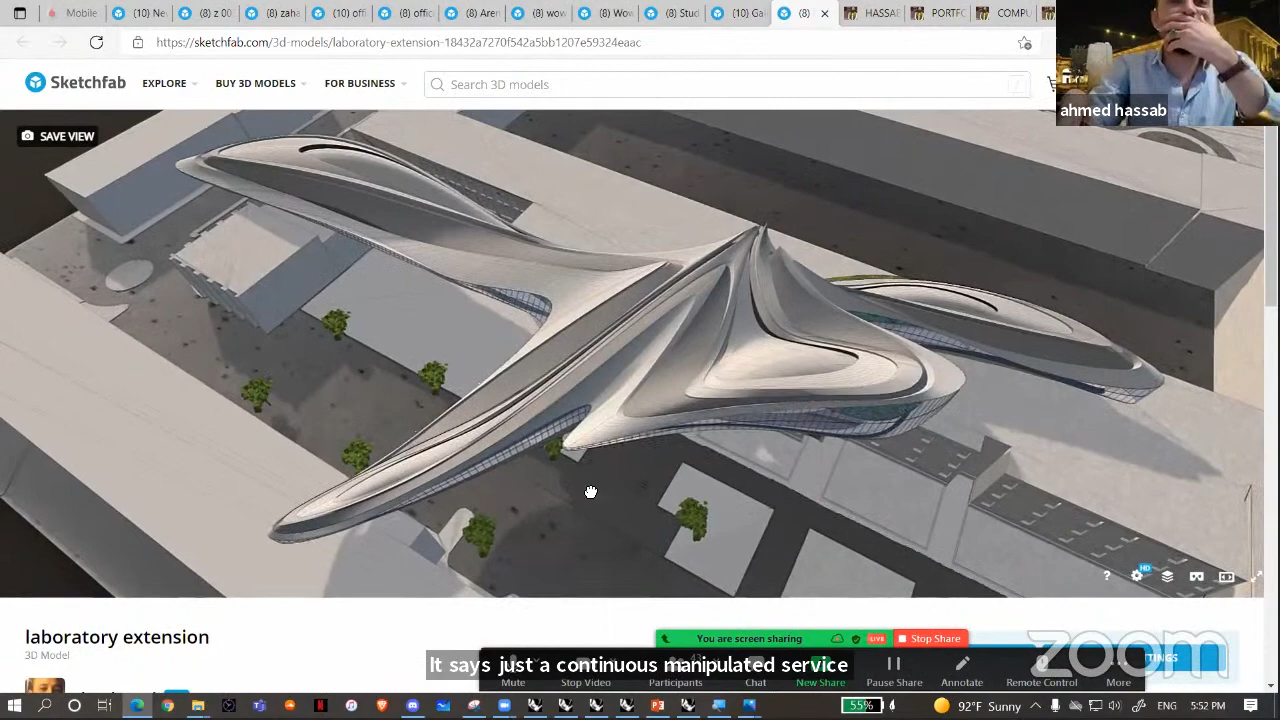 Mobile
(10) Ne
(8) z.00
(8) zaha
(10) offi
(8) offic
(8) Aren
(8) wow
(8) Wow
(8) Stud
(10) Ga
(8)
HASSAB
PORTFC
COMPU
https://sketchfab.com/3d-models/laboratory-extension-18432a7270f542a5bb1207e59324eaac
Sketchfab
EXPLORE
BUY 3D MODELS
FOR BUSINESS
Search 3D models
/
ahmed hassab
SAVE VIEW
?
HD
laboratory extension
3D Model
You are screen sharing
LIVE
Stop Share
zoom
TINGS
It says just a continuous manipulated service
Mute
Stop Video
Participants
Chat
New Share
Pause Share
Annotate
Remote Control
More
55%
92°F Sunny
ENG
5:52 PM